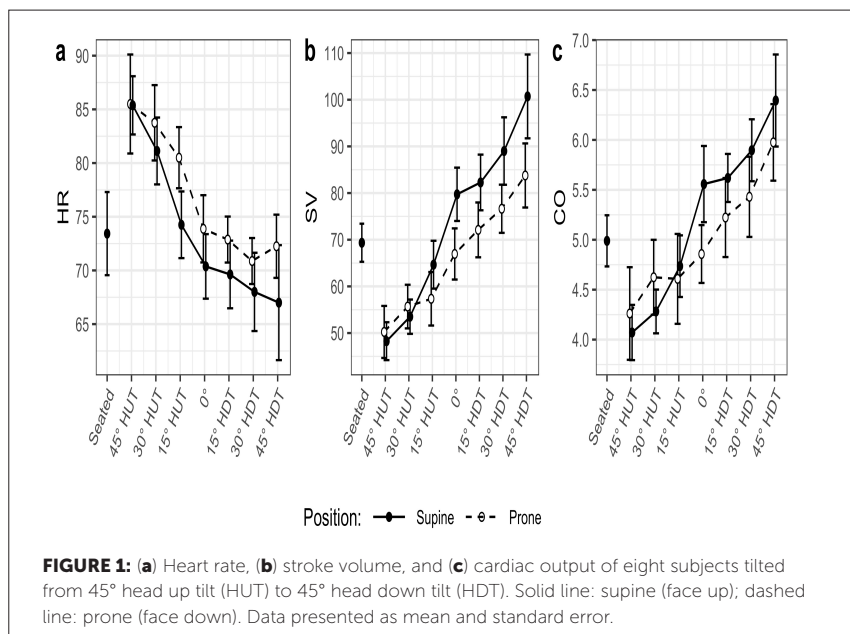 a
b
c
HR
90
85
80
75
70
65
SV
110
100
90
80
70
60
50
CO
7.0
6.5
6.0
5.5
5.0
4.5
4.0
Seated
45° HUT
30° HUT
15° HUT
0°
15° HDT
30° HDT
45° HDT
Seated
45° HUT
30° HUT
15° HUT
0°
15° HDT
30° HDT
45° HDT
Seated
45° HUT
30° HUT
15° HUT
0°
15° HDT
30° HDT
45° HDT
Position: Supine Prone
FIGURE 1: (a) Heart rate, (b) stroke volume, and (c) cardiac output of eight subjects tilted
from 45° head up tilt (HUT) to 45° head down tilt (HDT). Solid line: supine (face up); dashed
line: prone (face down). Data presented as mean and standard error.